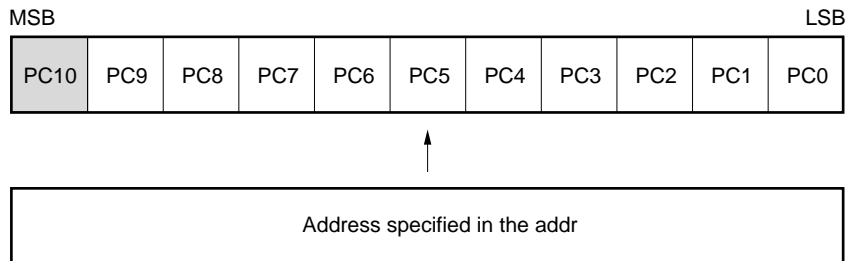 MSB LSB
PC10 PC9 PC8 PC7 PC6 PC5 PC4 PC3 PC2 PC1 PC0
Address specified in the addr